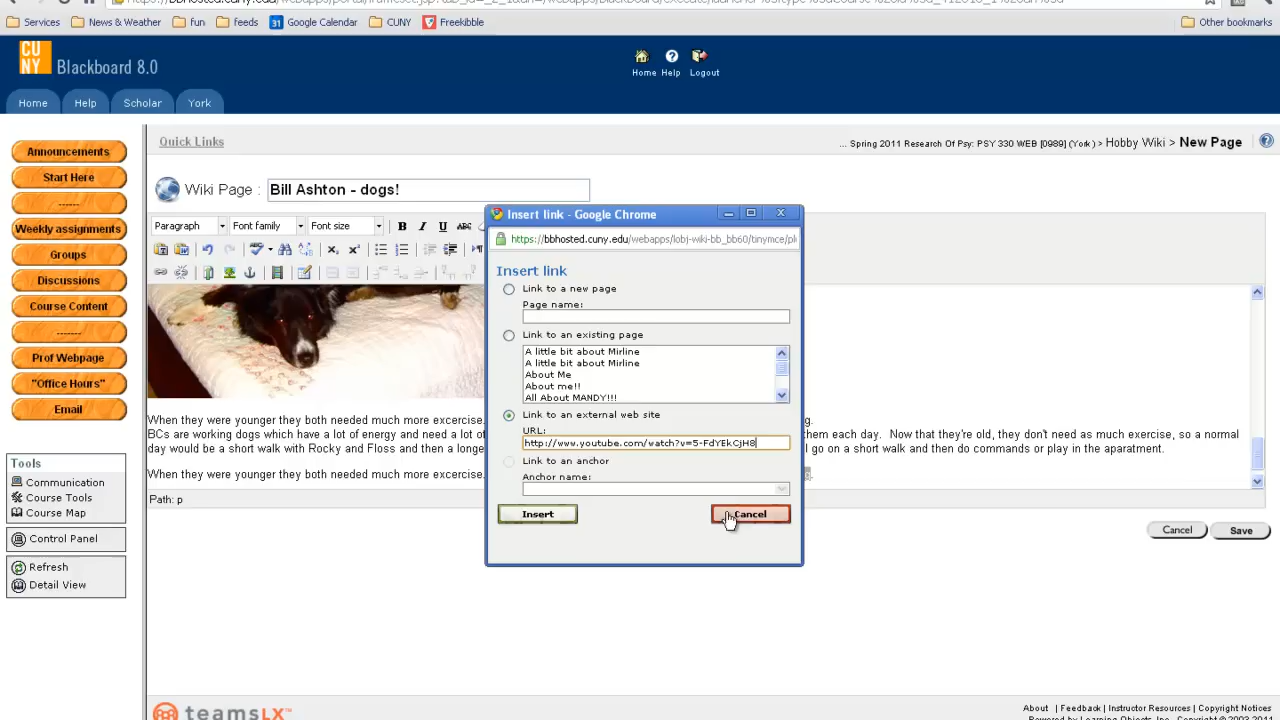 Services News & Weather fun feeds 31 Google Calendar CUNY Freekibble Other bookmarks
CU
NY
Blackboard 8.0
Home Help Logout
Home Help Scholar York
Quick Links
... Spring 2011 Research Of Psy: PSY 330 WEB [0989] (York ) > Hobby Wiki > New Page
Announcements
Start Here
------
Weekly assignments
Groups
Discussions
Course Content
-------
Prof Webpage
"Office Hours"
Email
Tools
Communication
Course Tools
Course Map
Control Panel
Refresh
Detail View
Wiki Page : Bill Ashton - dogs!
Paragraph Font family Font size B I U ABC
When they were younger they both needed much more excercise.
BCs are working dogs which have a lot of energy and need a lot of
them each day. Now that they're old, they don't need as much exercise, so a normal
day would be a short walk with Rocky and Floss and then a longe
I go on a short walk and then do commands or play in the aparatment.
When they were younger they both needed much more excercise.
Path: p
Cancel Save
Insert link - Google Chrome
https://bbhosted.cuny.edu/webapps/lobj-wiki-bb_bb60/tinymce/pl
Insert link
Link to a new page
Page name:
Link to an existing page
A little bit about Mirline
A little bit about Mirline
About Me
About me!!
All About MANDY!!!
Link to an external web site
URL:
http://www.youtube.com/watch?v=5-FdYEkCJH8
Link to an anchor
Anchor name:
Insert Cancel
teamsLX™
About | Feedback | Instructor Resources | Copyright Notices